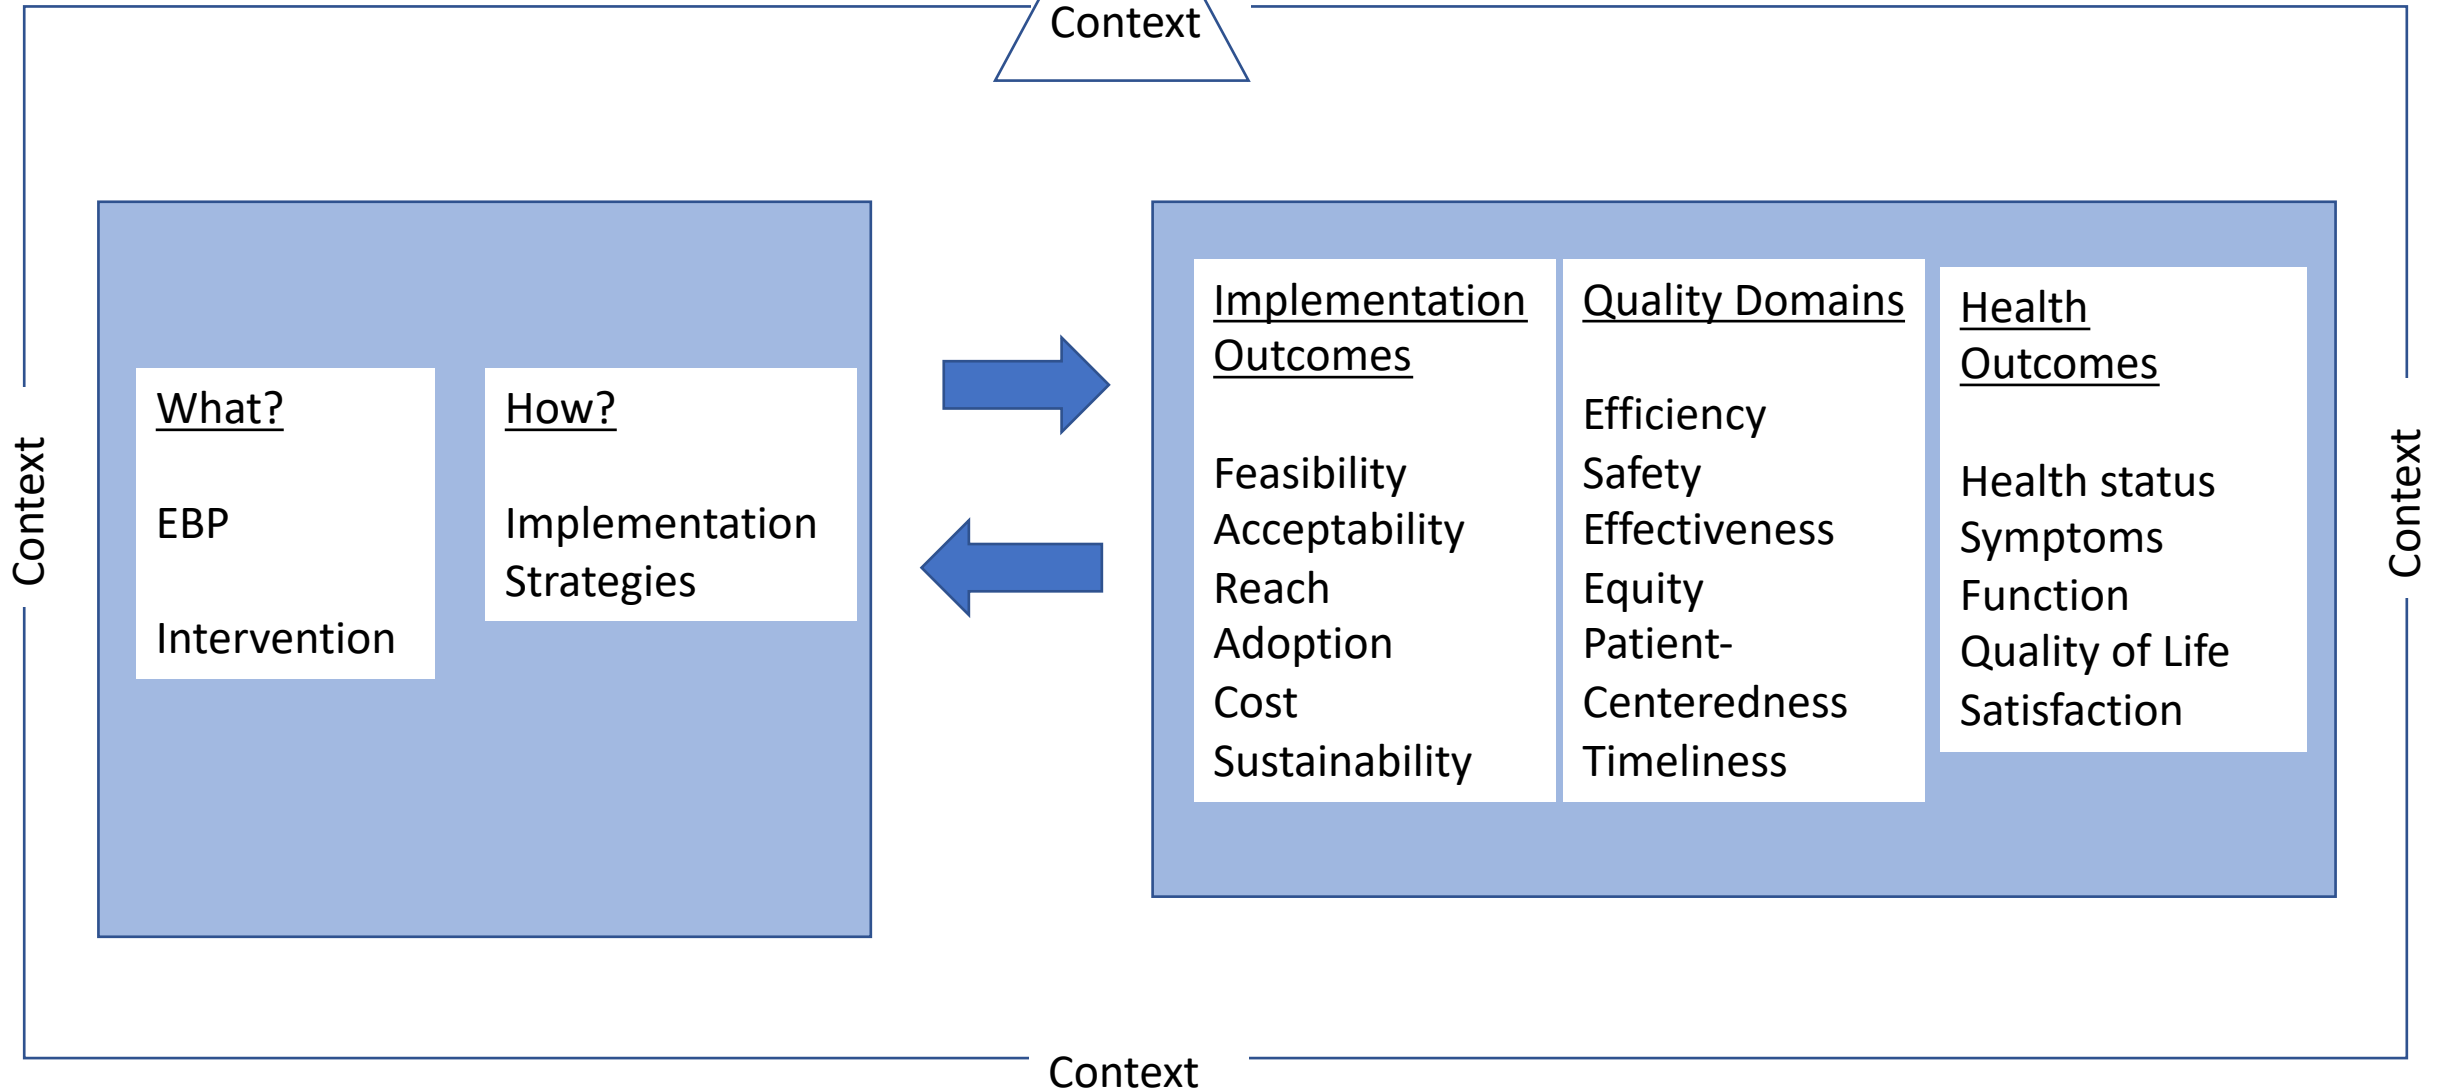 Context
Context
What?
EBP
Intervention
How?
Implementation
Strategies
Implementation
Outcomes
Feasibility
Acceptability
Reach
Adoption
Cost
Sustainability
Quality Domains
Efficiency
Safety
Effectiveness
Equity
Patient-
Centeredness
Timeliness
Health
Outcomes
Health status
Symptoms
Function
Quality of Life
Satisfaction
Context
Context